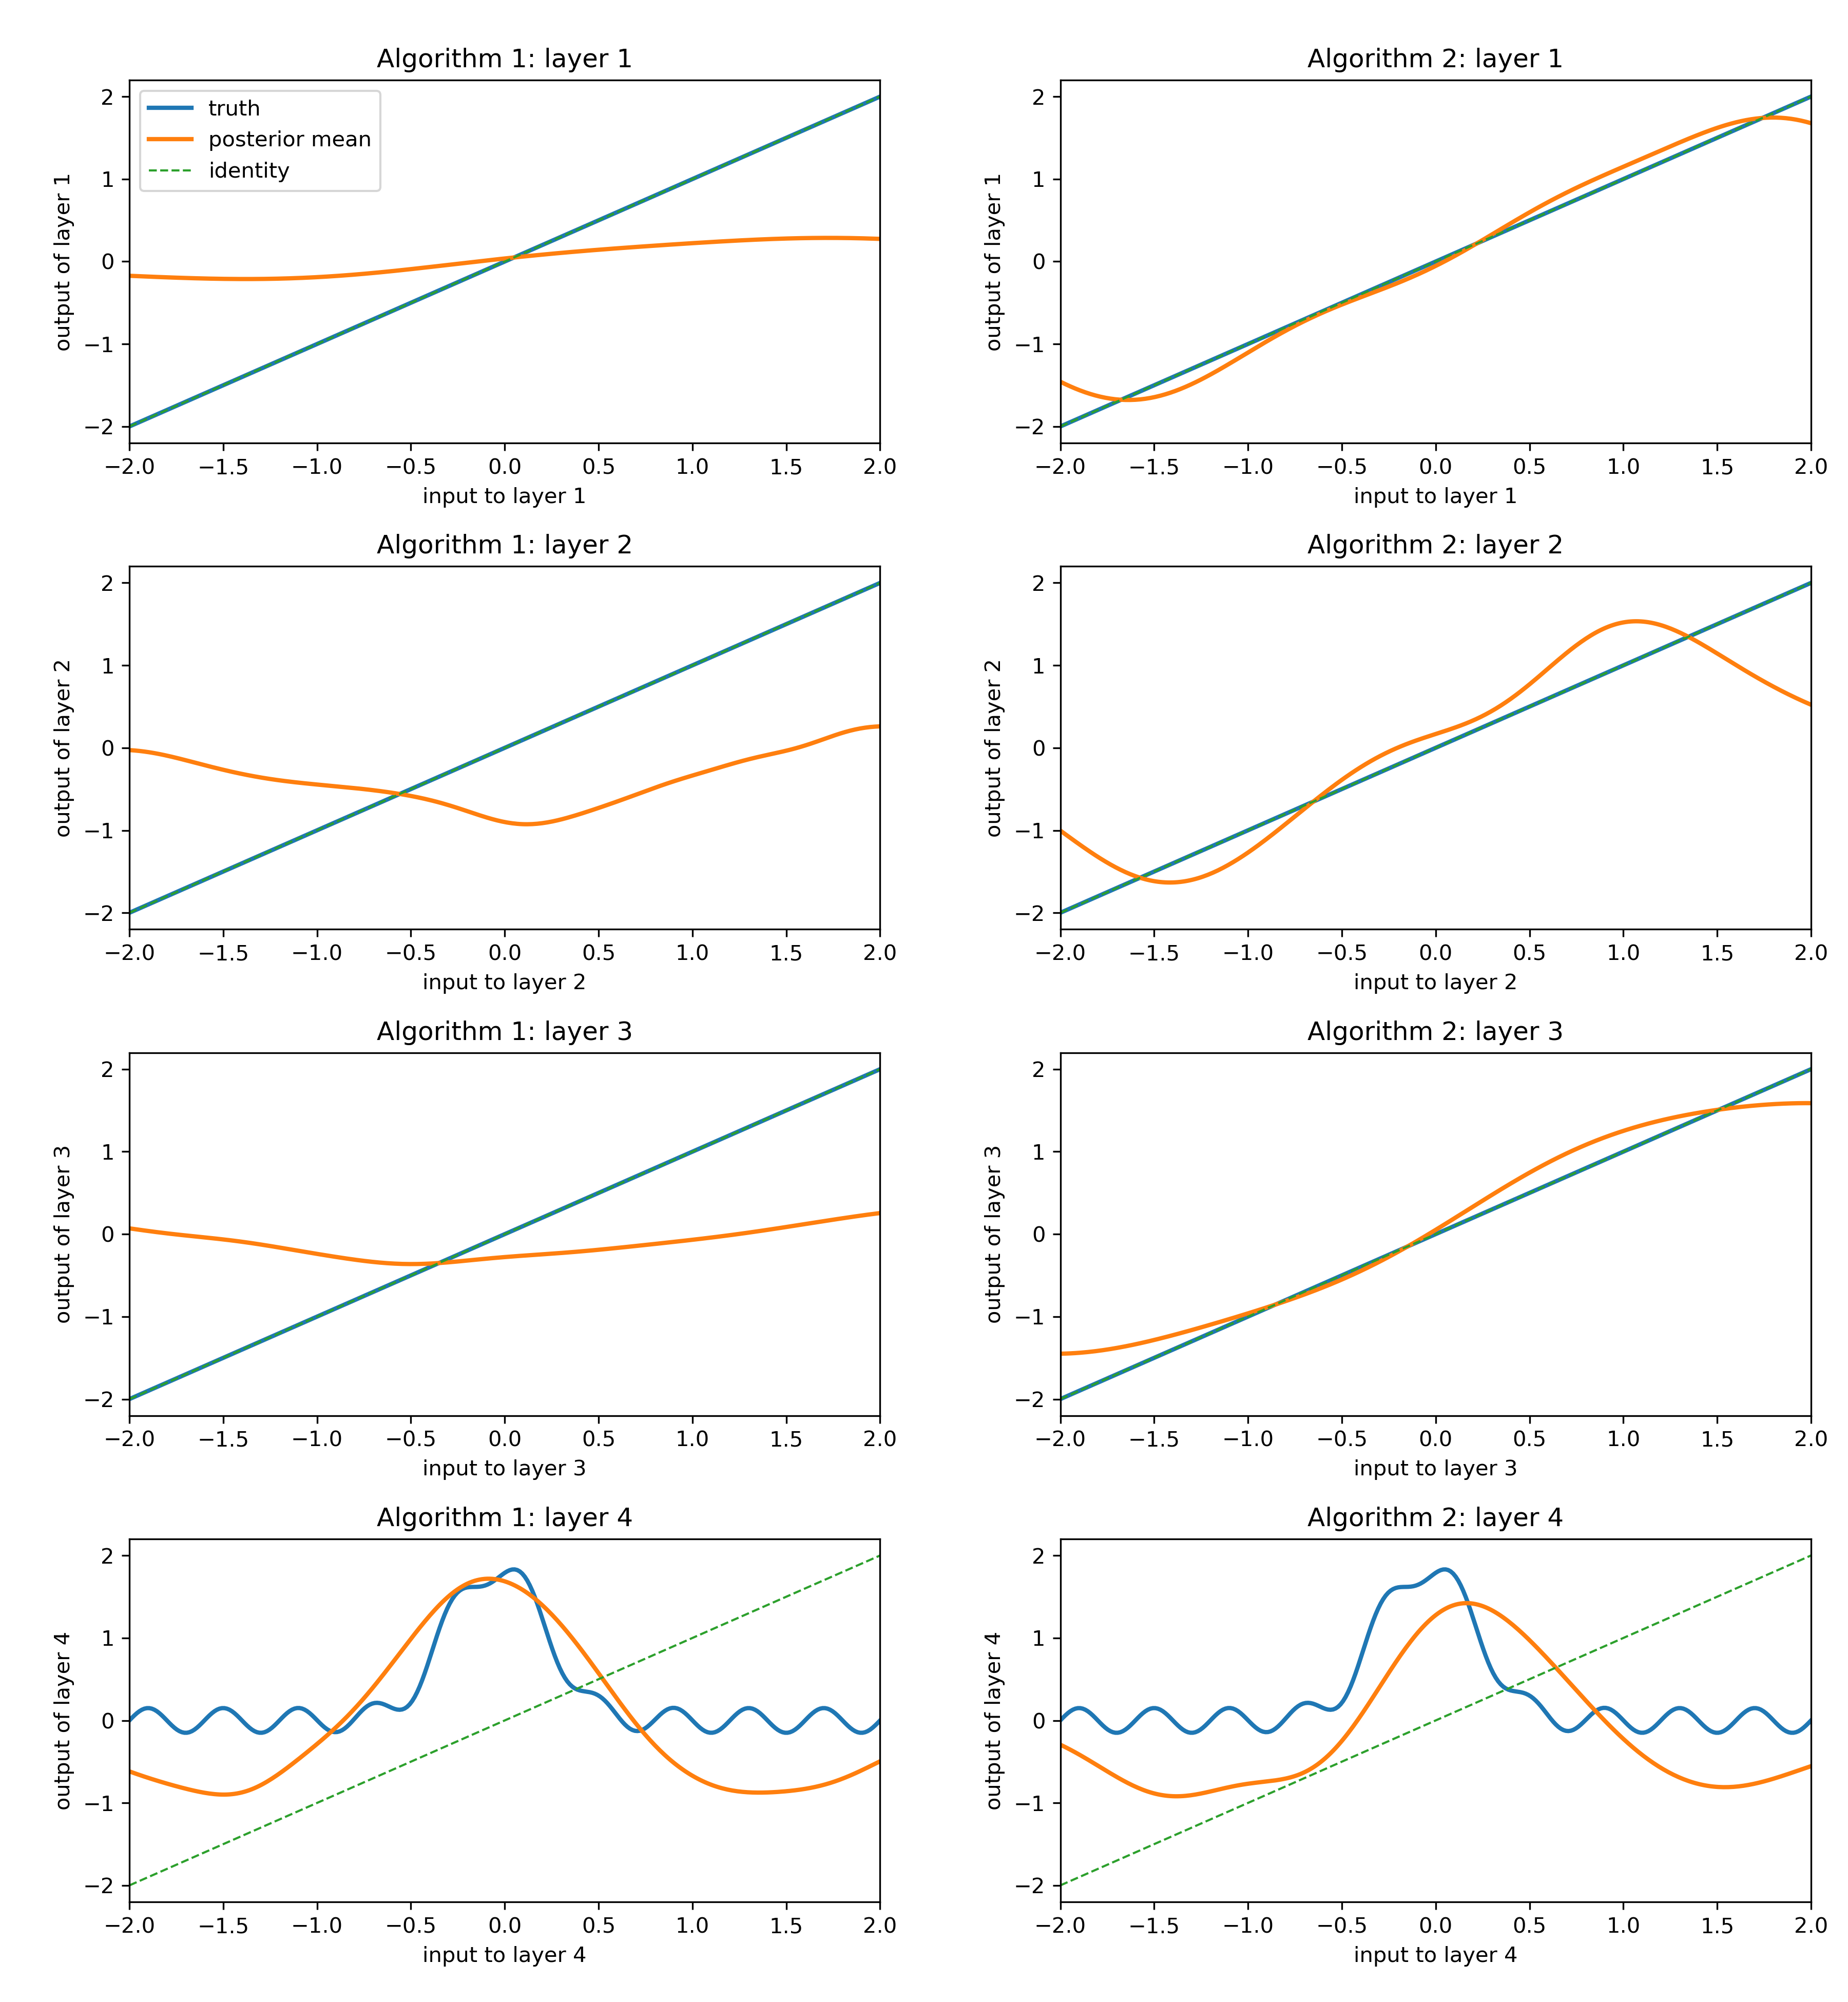 Algorithm 1: layer 1
truth
posterior mean
identity
output of layer 1
2
1
0
−1
−2
−2.0 −1.5 −1.0 −0.5 0.0 0.5 1.0 1.5 2.0
input to layer 1
Algorithm 2: layer 1
output of layer 1
2
1
0
−1
−2
−2.0 −1.5 −1.0 −0.5 0.0 0.5 1.0 1.5 2.0
input to layer 1
Algorithm 1: layer 2
output of layer 2
2
1
0
−1
−2
−2.0 −1.5 −1.0 −0.5 0.0 0.5 1.0 1.5 2.0
input to layer 2
Algorithm 2: layer 2
output of layer 2
2
1
0
−1
−2
−2.0 −1.5 −1.0 −0.5 0.0 0.5 1.0 1.5 2.0
input to layer 2
Algorithm 1: layer 3
output of layer 3
2
1
0
−1
−2
−2.0 −1.5 −1.0 −0.5 0.0 0.5 1.0 1.5 2.0
input to layer 3
Algorithm 2: layer 3
output of layer 3
2
1
0
−1
−2
−2.0 −1.5 −1.0 −0.5 0.0 0.5 1.0 1.5 2.0
input to layer 3
Algorithm 1: layer 4
output of layer 4
2
1
0
−1
−2
−2.0 −1.5 −1.0 −0.5 0.0 0.5 1.0 1.5 2.0
input to layer 4
Algorithm 2: layer 4
output of layer 4
2
1
0
−1
−2
−2.0 −1.5 −1.0 −0.5 0.0 0.5 1.0 1.5 2.0
input to layer 4